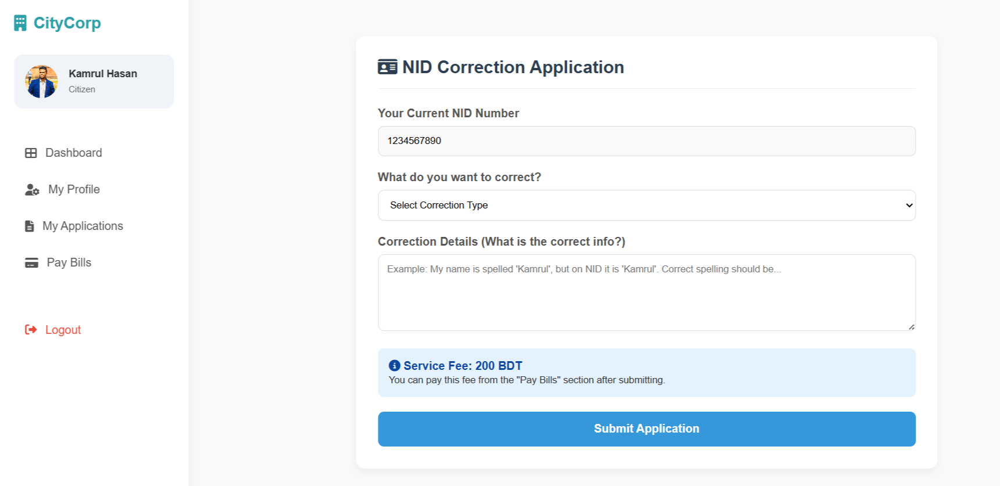 CityCorp
Kamrul Hasan
Citizen
Dashboard
My Profile
My Applications
Pay Bills
Logout
NID Correction Application
Your Current NID Number
1234567890
What do you want to correct?
Select Correction Type
Correction Details (What is the correct info?)
Example: My name is spelled 'Kamrul', but on NID it is 'Kamrul'. Correct spelling should be...
Service Fee: 200 BDT
You can pay this fee from the "Pay Bills" section after submitting.
Submit Application